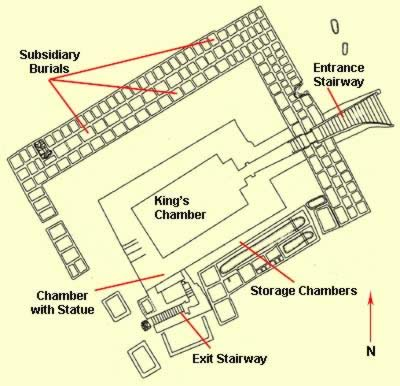 Subsidiary
Burials
Entrance
Stairway
King's
Chamber
Chamber
with Statue
Storage Chambers
Exit Stairway
N